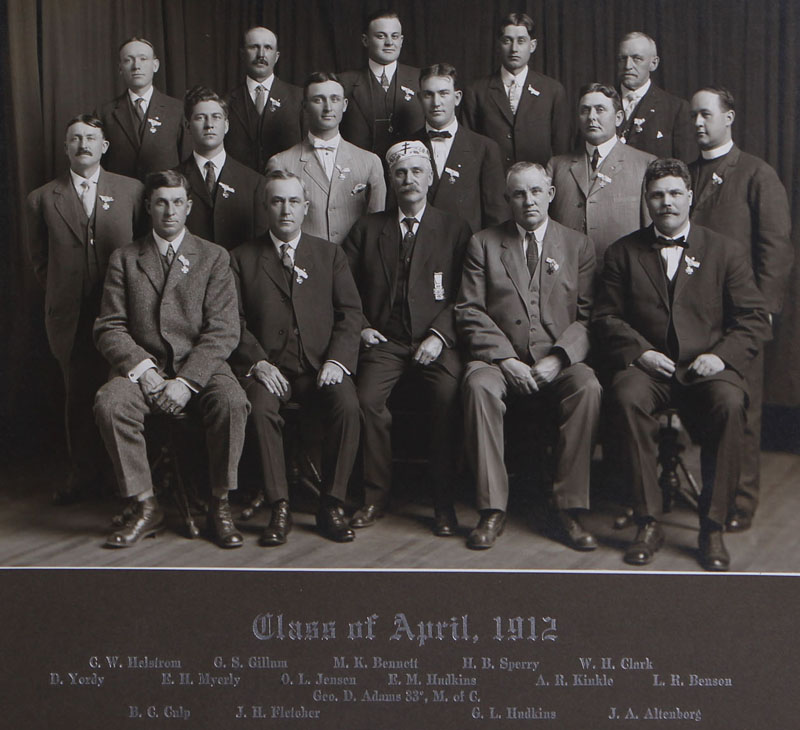 Class of April, 1912
C. W. Helstrom G. S. Gillum M. K. Bennett H. B. Sperry W. H. Clark
D. Yordy E. H. Myerly O. L. Jensen E. M. Hudkins A. R. Kinkle L. R. Benson
Geo. D. Adams 33°, M. of C.
B. C. Culp J. H. Fletcher G. L. Hudkins J. A. Altenborg